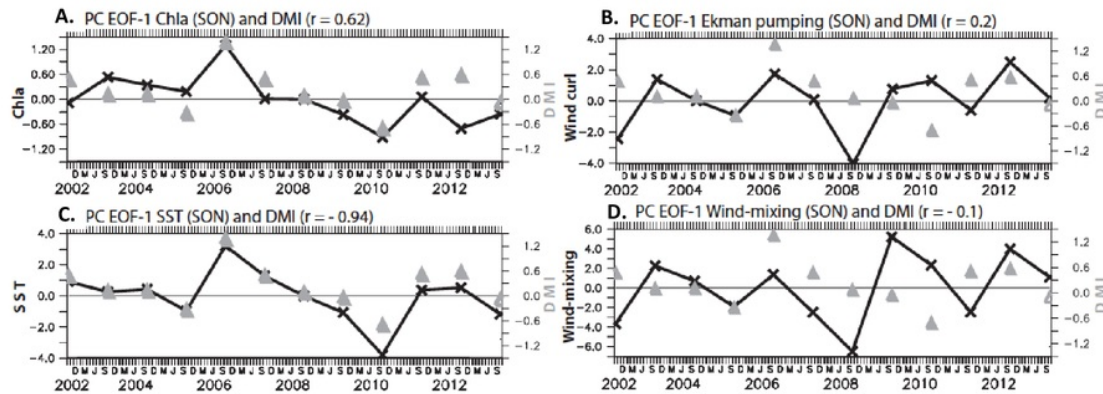 A. PC EOF-1 Chla (SON) and DMI (r = 0.62)
1.20
0.60
0.00
-0.60
-1.20
Chla
1.2
0.6
0.0
-0.6
-1.2
DMI
D M J S D M J S D M J S D M J S D M J S D M J S D M J S D M J S D M J S D M J S D M J S D M J S
2002 2004 2006 2008 2010 2012
B. PC EOF-1 Ekman pumping (SON) and DMI (r = 0.2)
4.0
2.0
0.0
-2.0
-4.0
Wind curl
1.2
0.6
0.0
-0.6
-1.2
DMI
2002 2004 2006 2008 2010 2012
C. PC EOF-1 SST (SON) and DMI (r = - 0.94)
4.0
2.0
0.0
-2.0
-4.0
SST
1.2
0.6
0.0
-0.6
-1.2
DMI
2002 2004 2006 2008 2010 2012
D. PC EOF-1 Wind-mixing (SON) and DMI (r = - 0.1)
6.0
4.0
2.0
0.0
-2.0
-4.0
-6.0
Wind-mixing
1.2
0.6
0.0
-0.6
-1.2
DMI
2002 2004 2006 2008 2010 2012